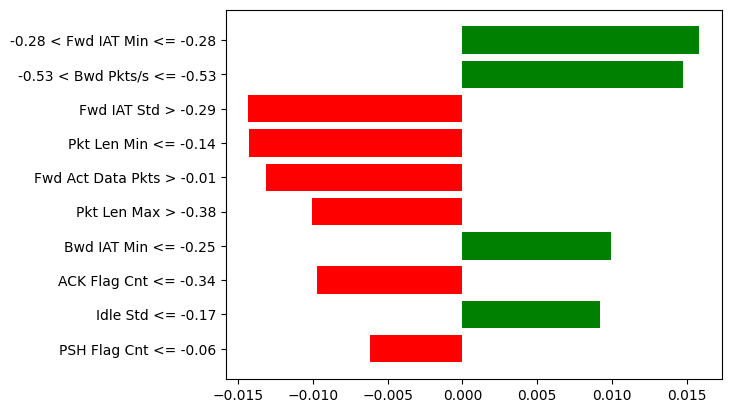 -0.28 < Fwd IAT Min <= -0.28
-0.53 < Bwd Pkts/s <= -0.53
Fwd IAT Std > -0.29
Pkt Len Min <= -0.14
Fwd Act Data Pkts > -0.01
Pkt Len Max > -0.38
Bwd IAT Min <= -0.25
ACK Flag Cnt <= -0.34
Idle Std <= -0.17
PSH Flag Cnt <= -0.06
−0.015 −0.010 −0.005 0.000 0.005 0.010 0.015